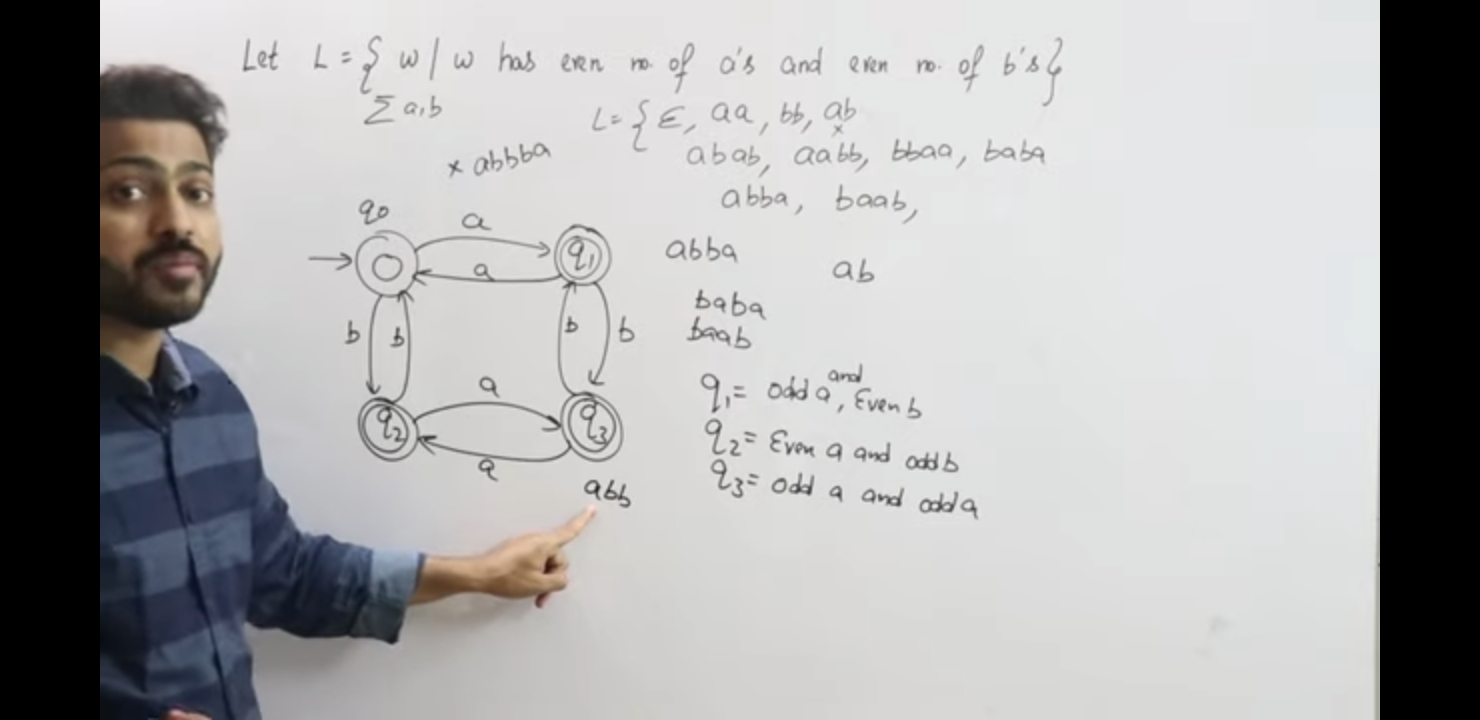 Let L = { w / w has even no. of a's and even no. of b's}
Σ a,b
L= { ε, aa, bb, ab
x
x abbba
abab, aabb, bbaa, baba
abba, baab,
q0
a
q1
a
abba
ab
baba
baab
b
b
b
b
q1= odd a and, Even b
a
q2
q3
q2= Even a and odd b
a
q3= odd a and odd a
abb